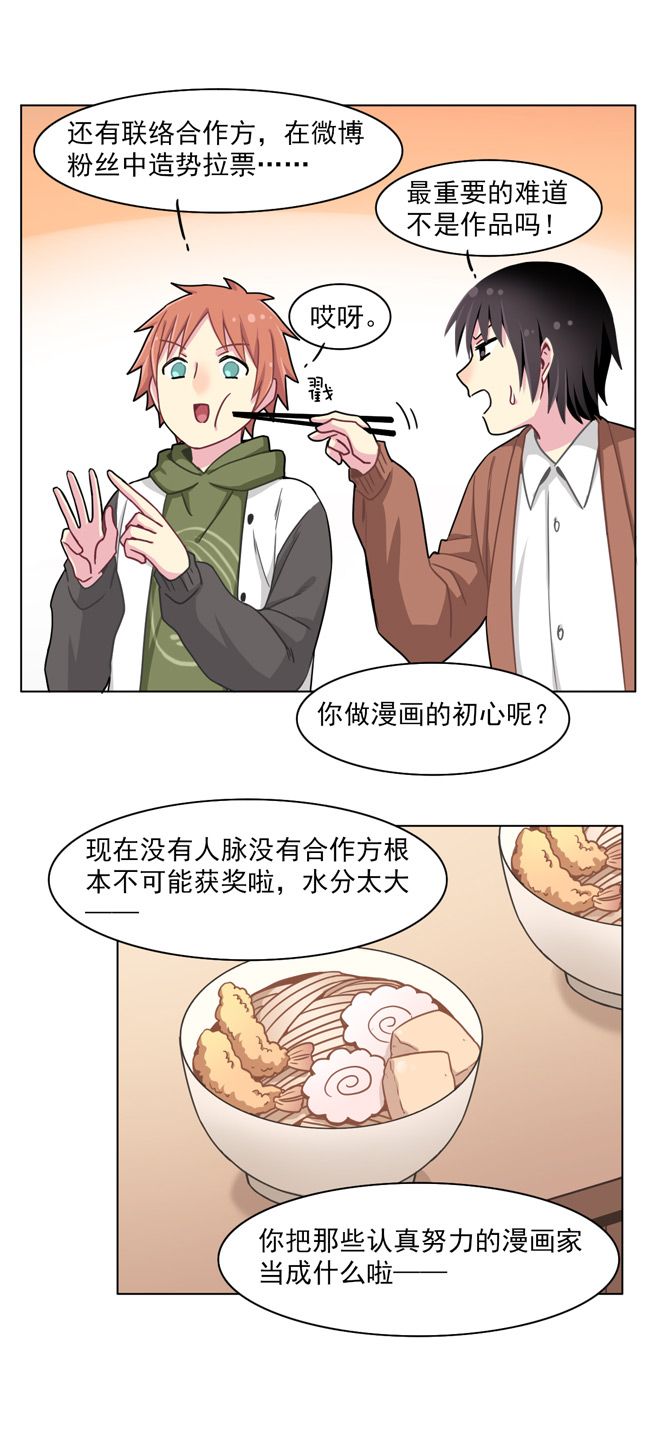 还有联络合作方，在微博
粉丝中造势拉票……
最重要的难道
不是作品吗！
哎呀。
戳
你做漫画的初心呢？
现在没有人脉没有合作方根
本不可能获奖啦，水分太大
——
你把那些认真努力的漫画家
当成什么啦——